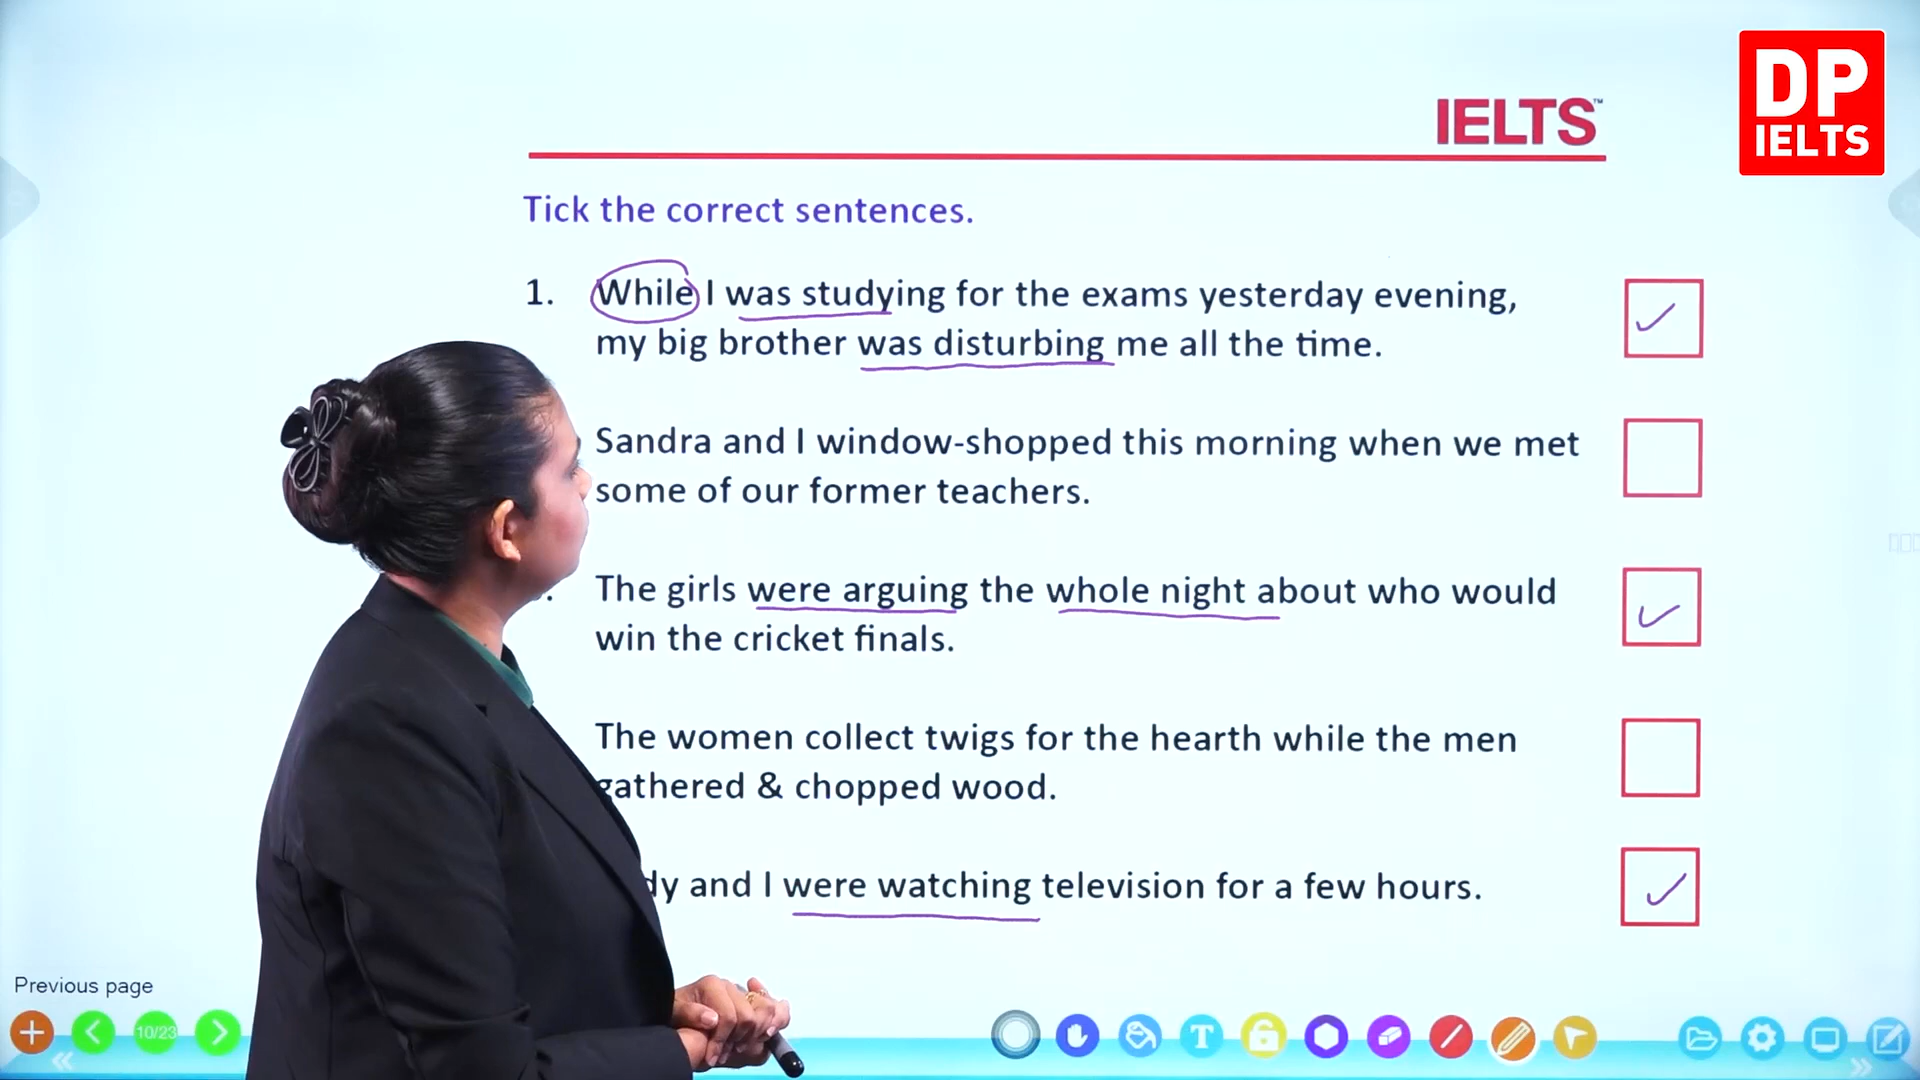 DP
IELTS
IELTS™
Tick the correct sentences.
1. While I was studying for the exams yesterday evening,
my big brother was disturbing me all the time.
Sandra and I window-shopped this morning when we met
some of our former teachers.
The girls were arguing the whole night about who would
win the cricket finals.
The women collect twigs for the hearth while the men
gathered & chopped wood.
and I were watching television for a few hours.
Previous page
10/23
T